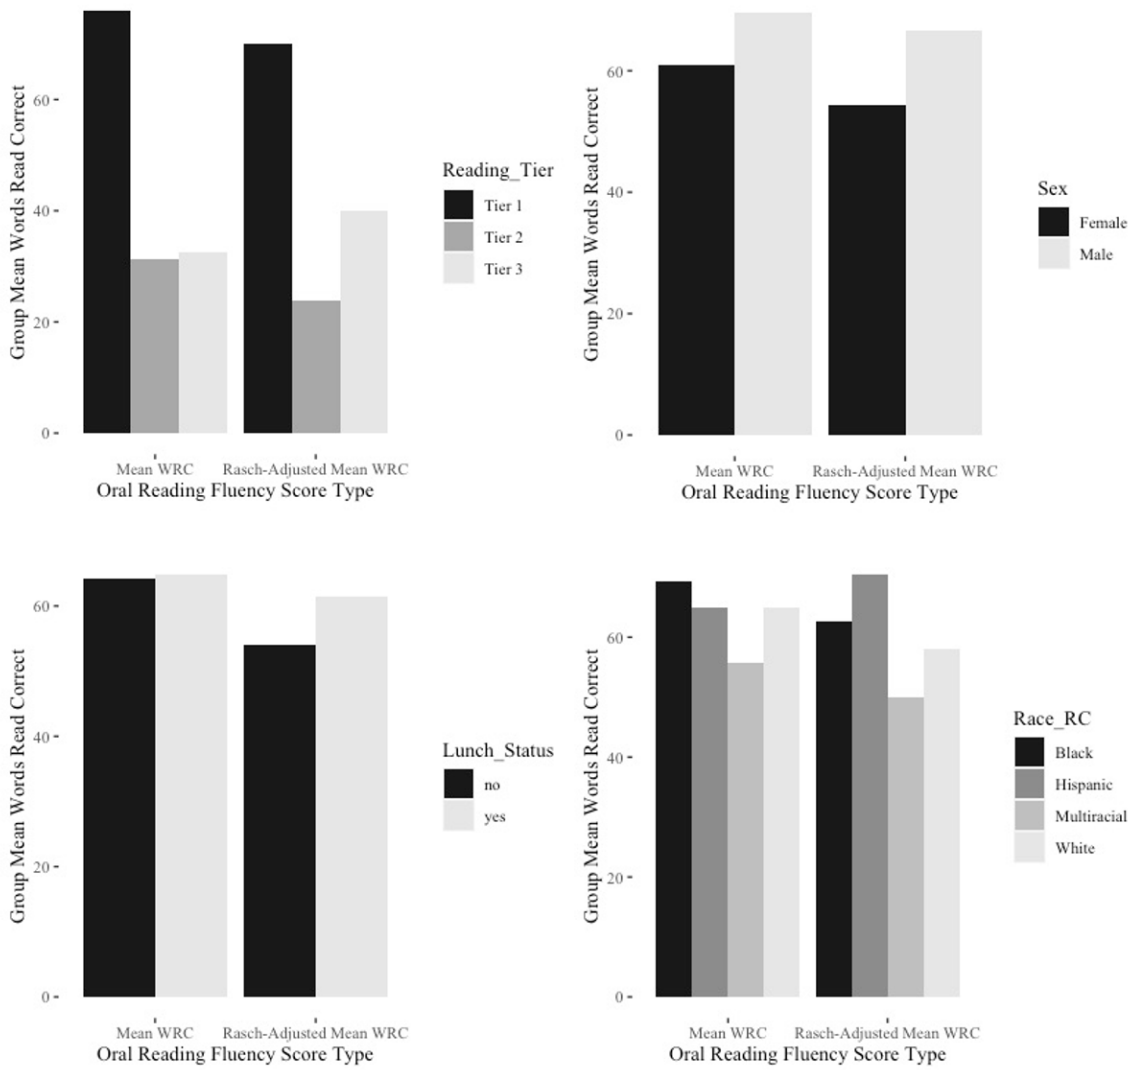 Group Mean Words Read Correct
60
40
20
0
Mean WRC
Rasch-Adjusted Mean WRC
Oral Reading Fluency Score Type
Reading_Tier
Tier 1
Tier 2
Tier 3
Group Mean Words Read Correct
60
40
20
0
Mean WRC
Rasch-Adjusted Mean WRC
Oral Reading Fluency Score Type
Sex
Female
Male
Group Mean Words Read Correct
60
40
20
0
Mean WRC
Rasch-Adjusted Mean WRC
Oral Reading Fluency Score Type
Lunch_Status
no
yes
Group Mean Words Read Correct
60
40
20
0
Mean WRC
Rasch-Adjusted Mean WRC
Oral Reading Fluency Score Type
Race_RC
Black
Hispanic
Multiracial
White